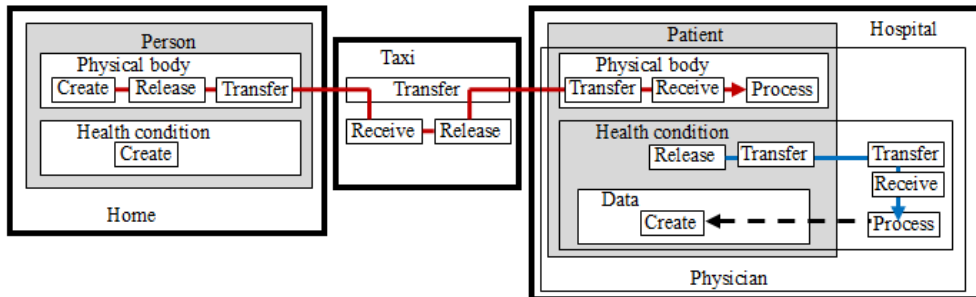 Person
Physical body
Create Release Transfer
Health condition
Create
Home
Taxi
Transfer
Receive Release
Patient Hospital
Physical body
Transfer Receive Process
Health condition
Release Transfer Transfer
Receive
Data
Create Process
Physician